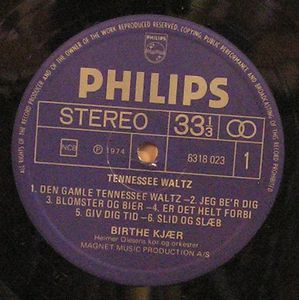 ALL RIGHTS OF THE RECORD PRODUCER AND OF THE OWNER OF THE WORK REPRODUCED RESERVED. COPYING, PUBLIC PERFORMANCE AND BROADCASTING OF THIS RECORD PROHIBITED
PHILIPS
PHILIPS
STEREO 33 1/3
NCB
℗ 1974
6318 023
1
TENNESSEE WALTZ
1. DEN GAMLE TENNESSEE WALTZ -2. JEG BE'R DIG
3. BLOMSTER OG BIER -4. ER DET HELT FORBI
5. GIV DIG TID -6. SLID OG SLÆB
BIRTHE KJÆR
Helmer Olesens kor og orkester
MAGNET MUSIC PRODUCTION A/S